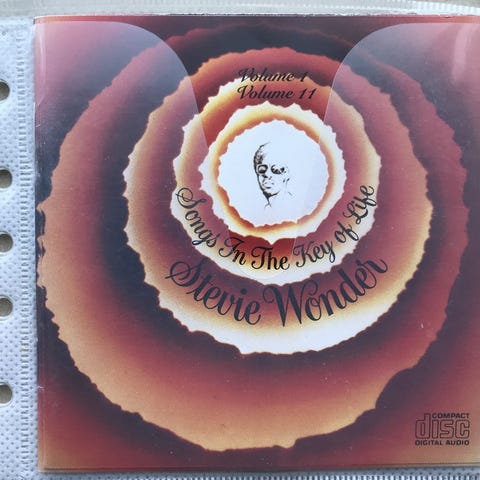 Volume 1
Volume 11
Songs In The Key of Life
Stevie Wonder
COMPACT
disc
DIGITAL AUDIO